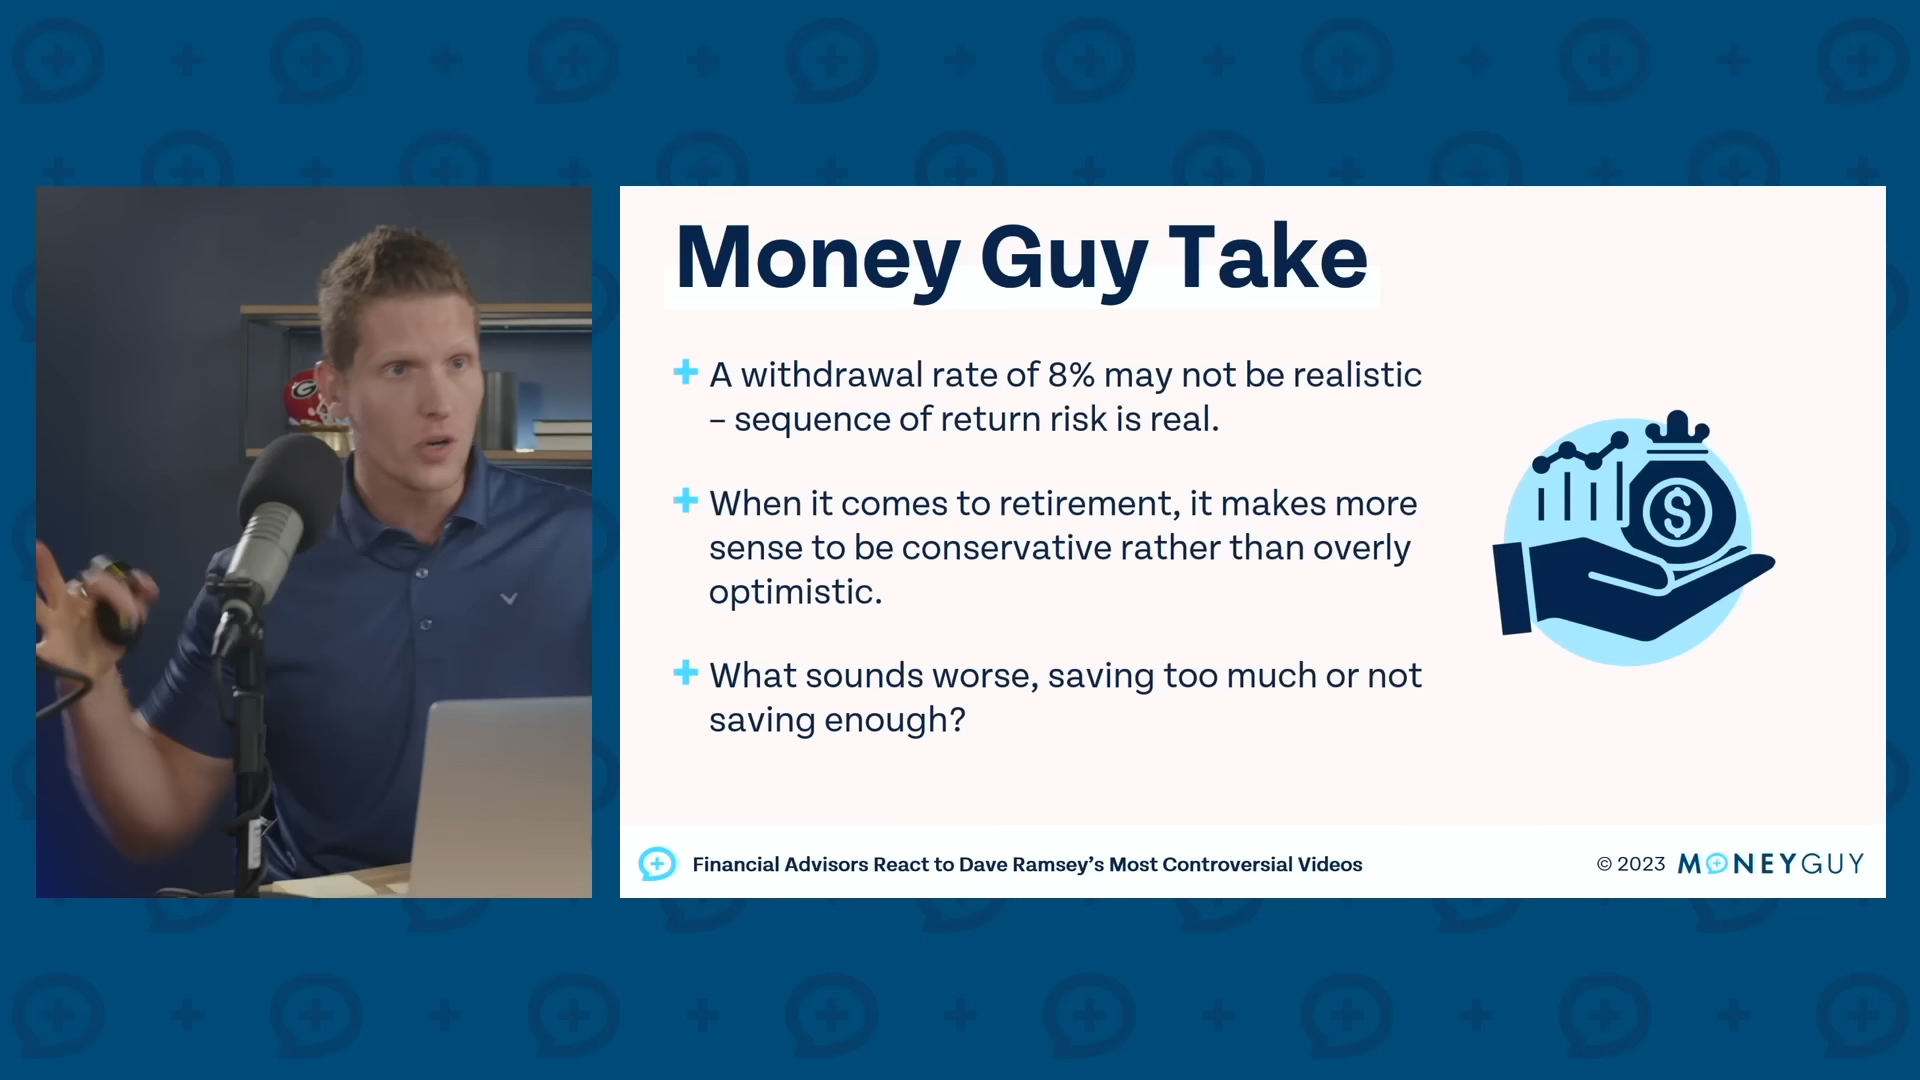 Money Guy Take
A withdrawal rate of 8% may not be realistic
– sequence of return risk is real.
When it comes to retirement, it makes more
sense to be conservative rather than overly
optimistic.
What sounds worse, saving too much or not
saving enough?
$
G
Financial Advisors React to Dave Ramsey’s Most Controversial Videos
© 2023 MONEYGUY